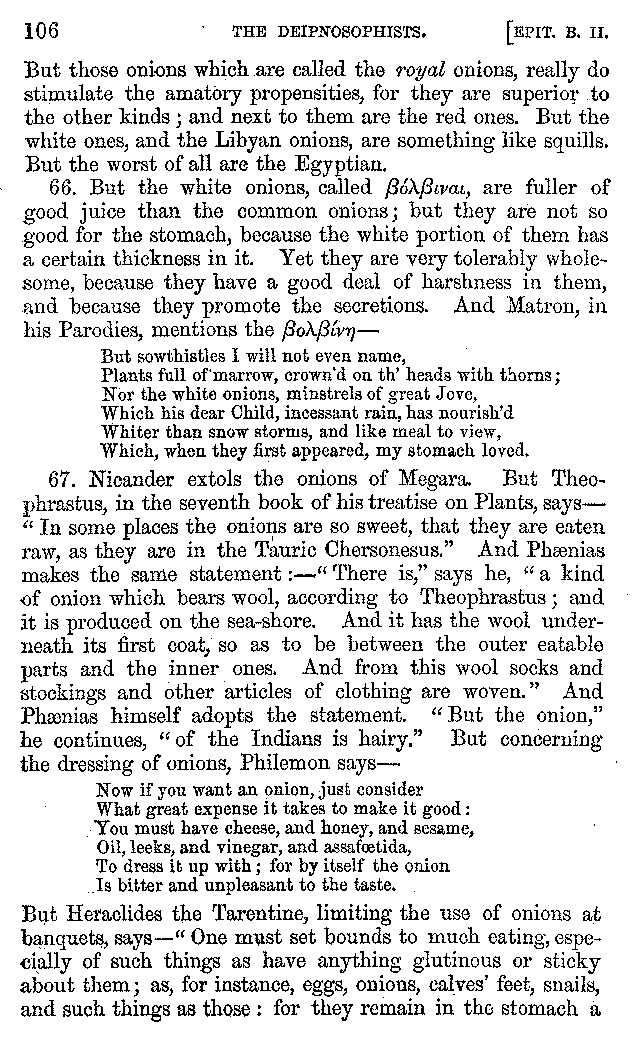 106 THE DEIPNOSOPHISTS. [EPIT. B. II.
But those onions which are called the royal onions, really do
stimulate the amatory propensities, for they are superior to
the other kinds; and next to them are the red ones. But the
white ones, and the Libyan onions, are something like squills.
But the worst of all are the Egyptian.
66. But the white onions, called βόλβιναι, are fuller of
good juice than the common onions; but they are not so
good for the stomach, because the white portion of them has
a certain thickness in it. Yet they are very tolerably whole-
some, because they have a good deal of harshness in them,
and because they promote the secretions. And Matron, in
his Parodies, mentions the βολβίνη—
But sowthistles I will not even name,
Plants full of marrow, crown'd on th' heads with thorns;
Nor the white onions, minstrels of great Jove,
Which his dear Child, incessant rain, has nourish'd
Whiter than snow storms, and like meal to view,
Which, when they first appeared, my stomach loved.
67. Nicander extols the onions of Megara. But Theo-
phrastus, in the seventh book of his treatise on Plants, says—
"In some places the onions are so sweet, that they are eaten
raw, as they are in the Tauric Chersonesus." And Phænias
makes the same statement:—"There is," says he, "a kind
of onion which bears wool, according to Theophrastus; and
it is produced on the sea-shore. And it has the wool under-
neath its first coat, so as to be between the outer eatable
parts and the inner ones. And from this wool socks and
stockings and other articles of clothing are woven." And
Phænias himself adopts the statement. "But the onion,"
he continues, "of the Indians is hairy." But concerning
the dressing of onions, Philemon says—
Now if you want an onion, just consider
What great expense it takes to make it good:
You must have cheese, and honey, and sesame,
Oil, leeks, and vinegar, and assafœtida,
To dress it up with; for by itself the onion
Is bitter and unpleasant to the taste.
But Heraclides the Tarentine, limiting the use of onions at
banquets, says—"One must set bounds to much eating, espe-
cially of such things as have anything glutinous or sticky
about them; as, for instance, eggs, onions, calves' feet, snails,
and such things as those: for they remain in the stomach a